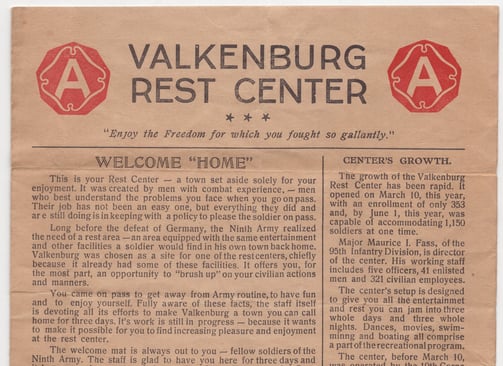 A
VALKENBURG
REST CENTER
A
★ ★ ★
"Enjoy the Freedom for which you fought so gallantly."
WELCOME "HOME"
This is your Rest Center — a town set aside solely for your
enjoyment. It was created by men with combat experience, — men
who best understand the problems you face when you go on pass.
Their job has not been an easy one, but everything they did and
are still doing is in keeping with a policy to please the soldier on pass.
Long before the defeat of Germany, the Ninth Army realized
the need of a rest area — an area equipped with the same entertainment
and other facilities a soldier would find in his own town back home.
Valkenburg was chosen as a site for one of the rest centers, chiefly
because it already had some of these facilities. It offers you, for
the most part, an opportunity to "brush up" on your civilian actions
and manners.
You came on pass to get away from Army routine, to have fun
and to enjoy yourself. Fully aware of these facts, the staff itself
is devoting all its efforts to make Valkenburg a town you can call
home for three days. It's work is still in progress — because it wants
to make it possible for you to find increasing pleasure and enjoyment
at the rest center.
The welcome mat is always out to you — fellow soldiers of the
Ninth Army. The staff is glad to have you here for three days and
CENTER'S GROWTH.
The growth of the Valkenburg
Rest Center has been rapid. It
opened on March 10, this year,
with an enrollment of only 353
and, by June 1, this year, was
capable of accommodating 1,150
soldiers at one time.
Major Maurice I. Fass, of the
95th Infantry Division, is director
of the center. His working staff
includes five officers, 41 enlisted
men and 321 civilian employees.
The center's setup is designed
to give you all the entertainmet
and rest you can jam into three
whole days and three whole
nights. Dances, movies, swim-
ming and boating all comprise
a part of the recreational program,
The center, before March 10,